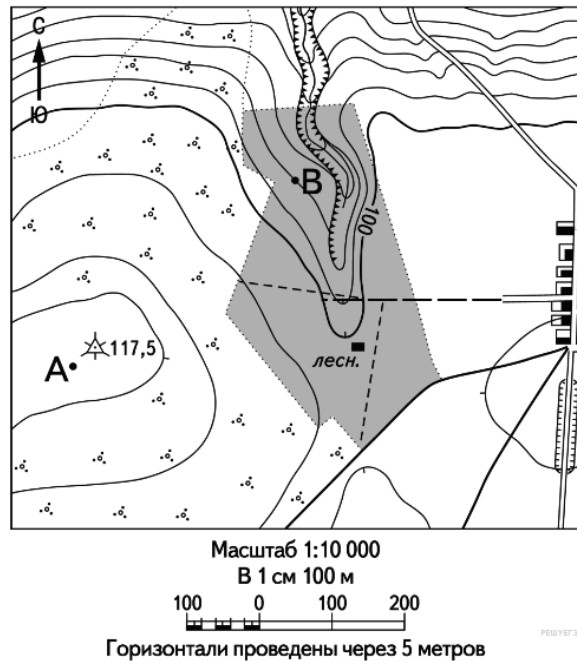 С
Ю
В
100
117,5
А
лесн.
Масштаб 1:10 000
В 1 см 100 м
100 0 100 200
Горизонтали проведены через 5 метров
РЕШУЕГЭ